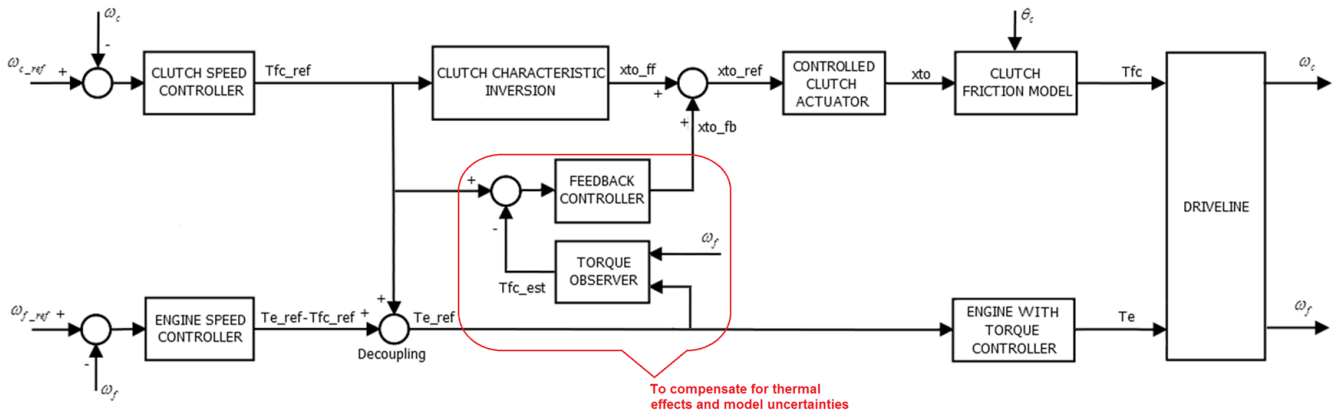 ω_c
-
ω_c_ref
+
CLUTCH SPEED
CONTROLLER
Tfc_ref
CLUTCH CHARACTERISTIC
INVERSION
xto_ff
+
xto_ref
CONTROLLED
CLUTCH
ACTUATOR
xto
θ_c
CLUTCH
FRICTION MODEL
Tfc
ω_c
+
xto_fb
+
FEEDBACK
CONTROLLER
-
DRIVELINE
ω_f
TORQUE
OBSERVER
Tfc_est
+
ω_f_ref
+
ENGINE SPEED
CONTROLLER
Te_ref-Tfc_ref
+
Te_ref
Decoupling
ENGINE WITH
TORQUE
CONTROLLER
Te
ω_f
-
ω_f
To compensate for thermal
effects and model uncertainties